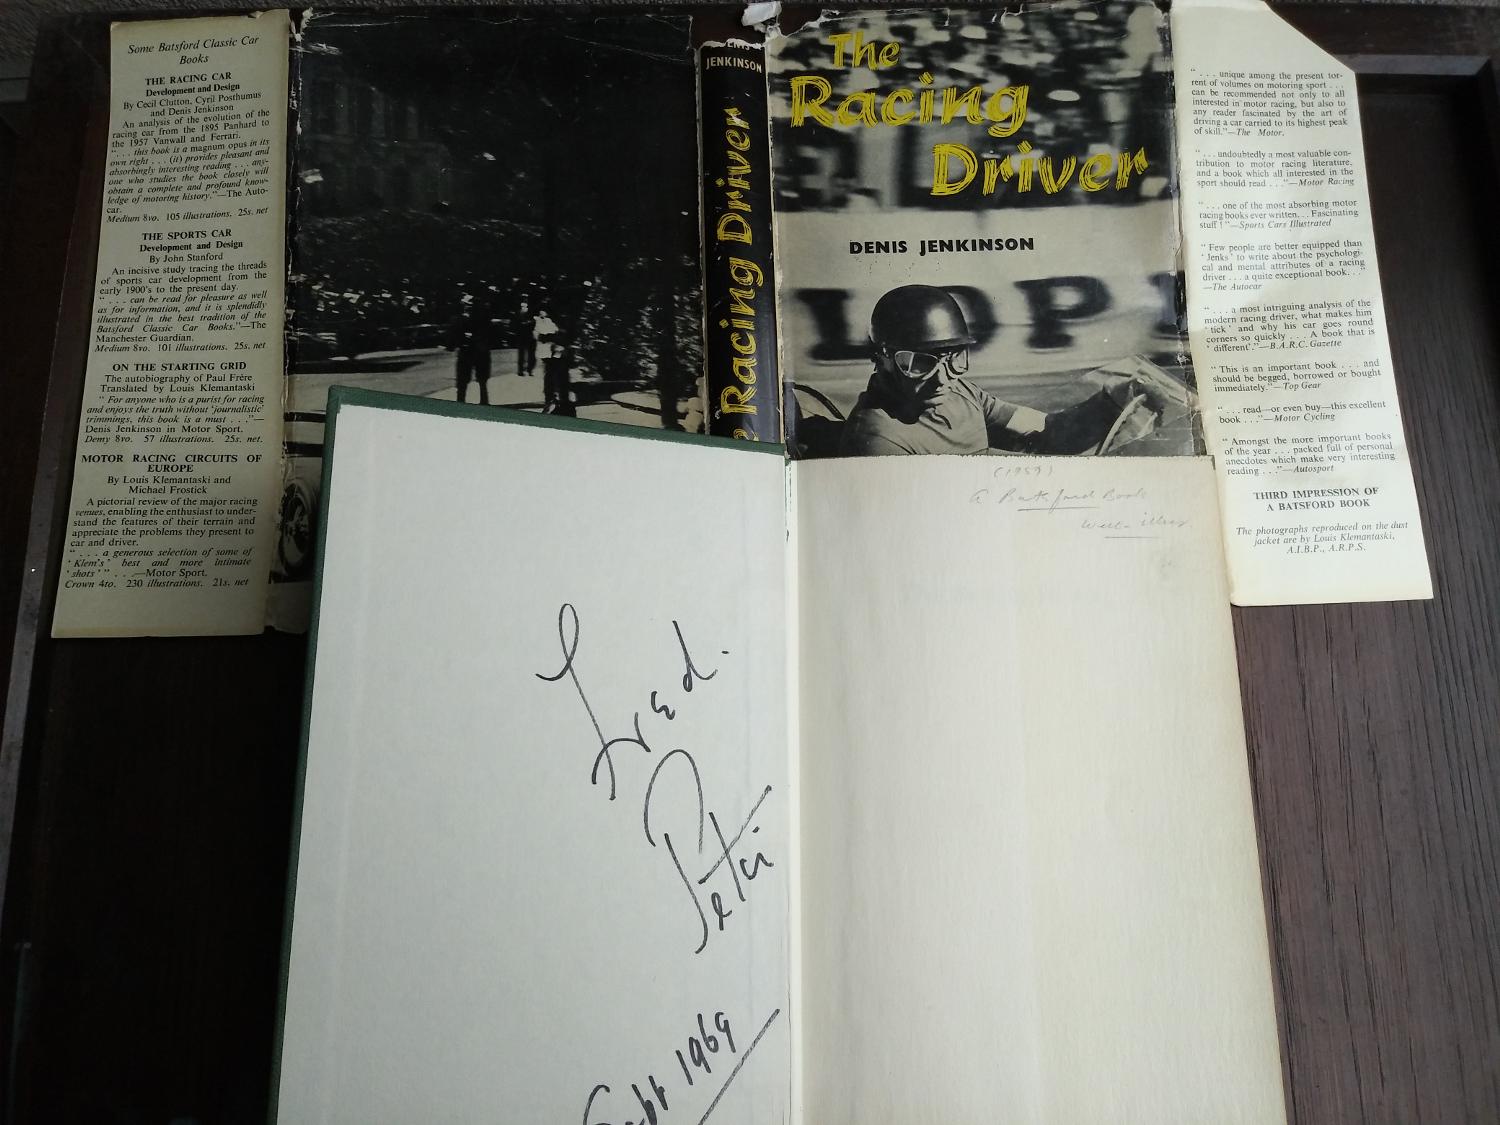 Some Batsford Classic Car
Books
THE RACING CAR
Development and Design
By Cecil Clutton, Cyril Posthumus
and Denis Jenkinson
An analysis of the evolution of the
racing car from the 1895 Panhard to
the 1957 Vanwall and Ferrari.
“ . . . this book is a magnum opus in its
own right . . . (it) provides pleasant and
absorbingly interesting reading . . . any-
one who studies the book closely will
obtain a complete and profound know-
ledge of motoring history.”—The Auto-
car.
Medium 8vo. 105 illustrations. 25s. net
THE SPORTS CAR
Development and Design
By John Stanford
An incisive study tracing the threads
of sports car development from the
early 1900's to the present day.
“ . . . can be read for pleasure as well
as for information, and it is splendidly
illustrated in the best tradition of the
Batsford Classic Car Books.”—The
Manchester Guardian.
Medium 8vo. 101 illustrations. 25s. net
ON THE STARTING GRID
The autobiography of Paul Frère
Translated by Louis Klemantaski
“ For anyone who is a purist for racing
and enjoys the truth without ‘journalistic’
trimmings, this book is a must . . .”—
Denis Jenkinson in Motor Sport.
Demy 8vo. 57 illustrations. 25s. net.
MOTOR RACING CIRCUITS OF
EUROPE
By Louis Klemantaski and
Michael Frostick
A pictorial review of the major racing
venues, enabling the enthusiast to under-
stand the features of their terrain and
appreciate the problems they present to
car and driver.
“ . . . a generous selection of some of
‘ Klem's ’ best and more intimate
‘ shots ’ ” . . .—Motor Sport.
Crown 4to. 230 illustrations. 21s. net
DENIS
JENKINSON
Racing Driver
The
Racing
Driver
DENIS JENKINSON
LOPI
“ . . . unique among the present tor-
rent of volumes on motoring sport . . .
can be recommended not only to all
interested in motor racing, but also to
any reader fascinated by the art of
driving a car carried to its highest peak
of skill.”—The Motor.
“ . . . undoubtedly a most valuable con-
tribution to motor racing literature,
and a book which all interested in the
sport should read . . .”—Motor Racing
“ . . . one of the most absorbing motor
racing books ever written. . . Fascinating
stuff ! ”—Sports Cars Illustrated
“ Few people are better equipped than
‘ Jenks ’ to write about the psychologi-
cal and mental attributes of a racing
driver . . . a quite exceptional book. . .”
—The Autocar
“ . . . a most intriguing analysis of the
modern racing driver, what makes him
‘ tick ’ and why his car goes round
corners so quickly . . . A book that is
‘ different’.”—B.A.R.C. Gazette
“ This is an important book . . . and
should be begged, borrowed or bought
immediately.”—Top Gear
“ . . . read—or even buy—this excellent
book . . .”—Motor Cycling
“ Amongst the more important books
of the year . . . packed full of personal
anecdotes which make very interesting
reading . . .”—Autosport
THIRD IMPRESSION OF
A BATSFORD BOOK
The photographs reproduced on the dust
jacket are by Louis Klemantaski,
A.I.B.P., A.R.P.S.
(1959)
A Batsford Book
Well illus.
Fred.
Peter
Sept 1969